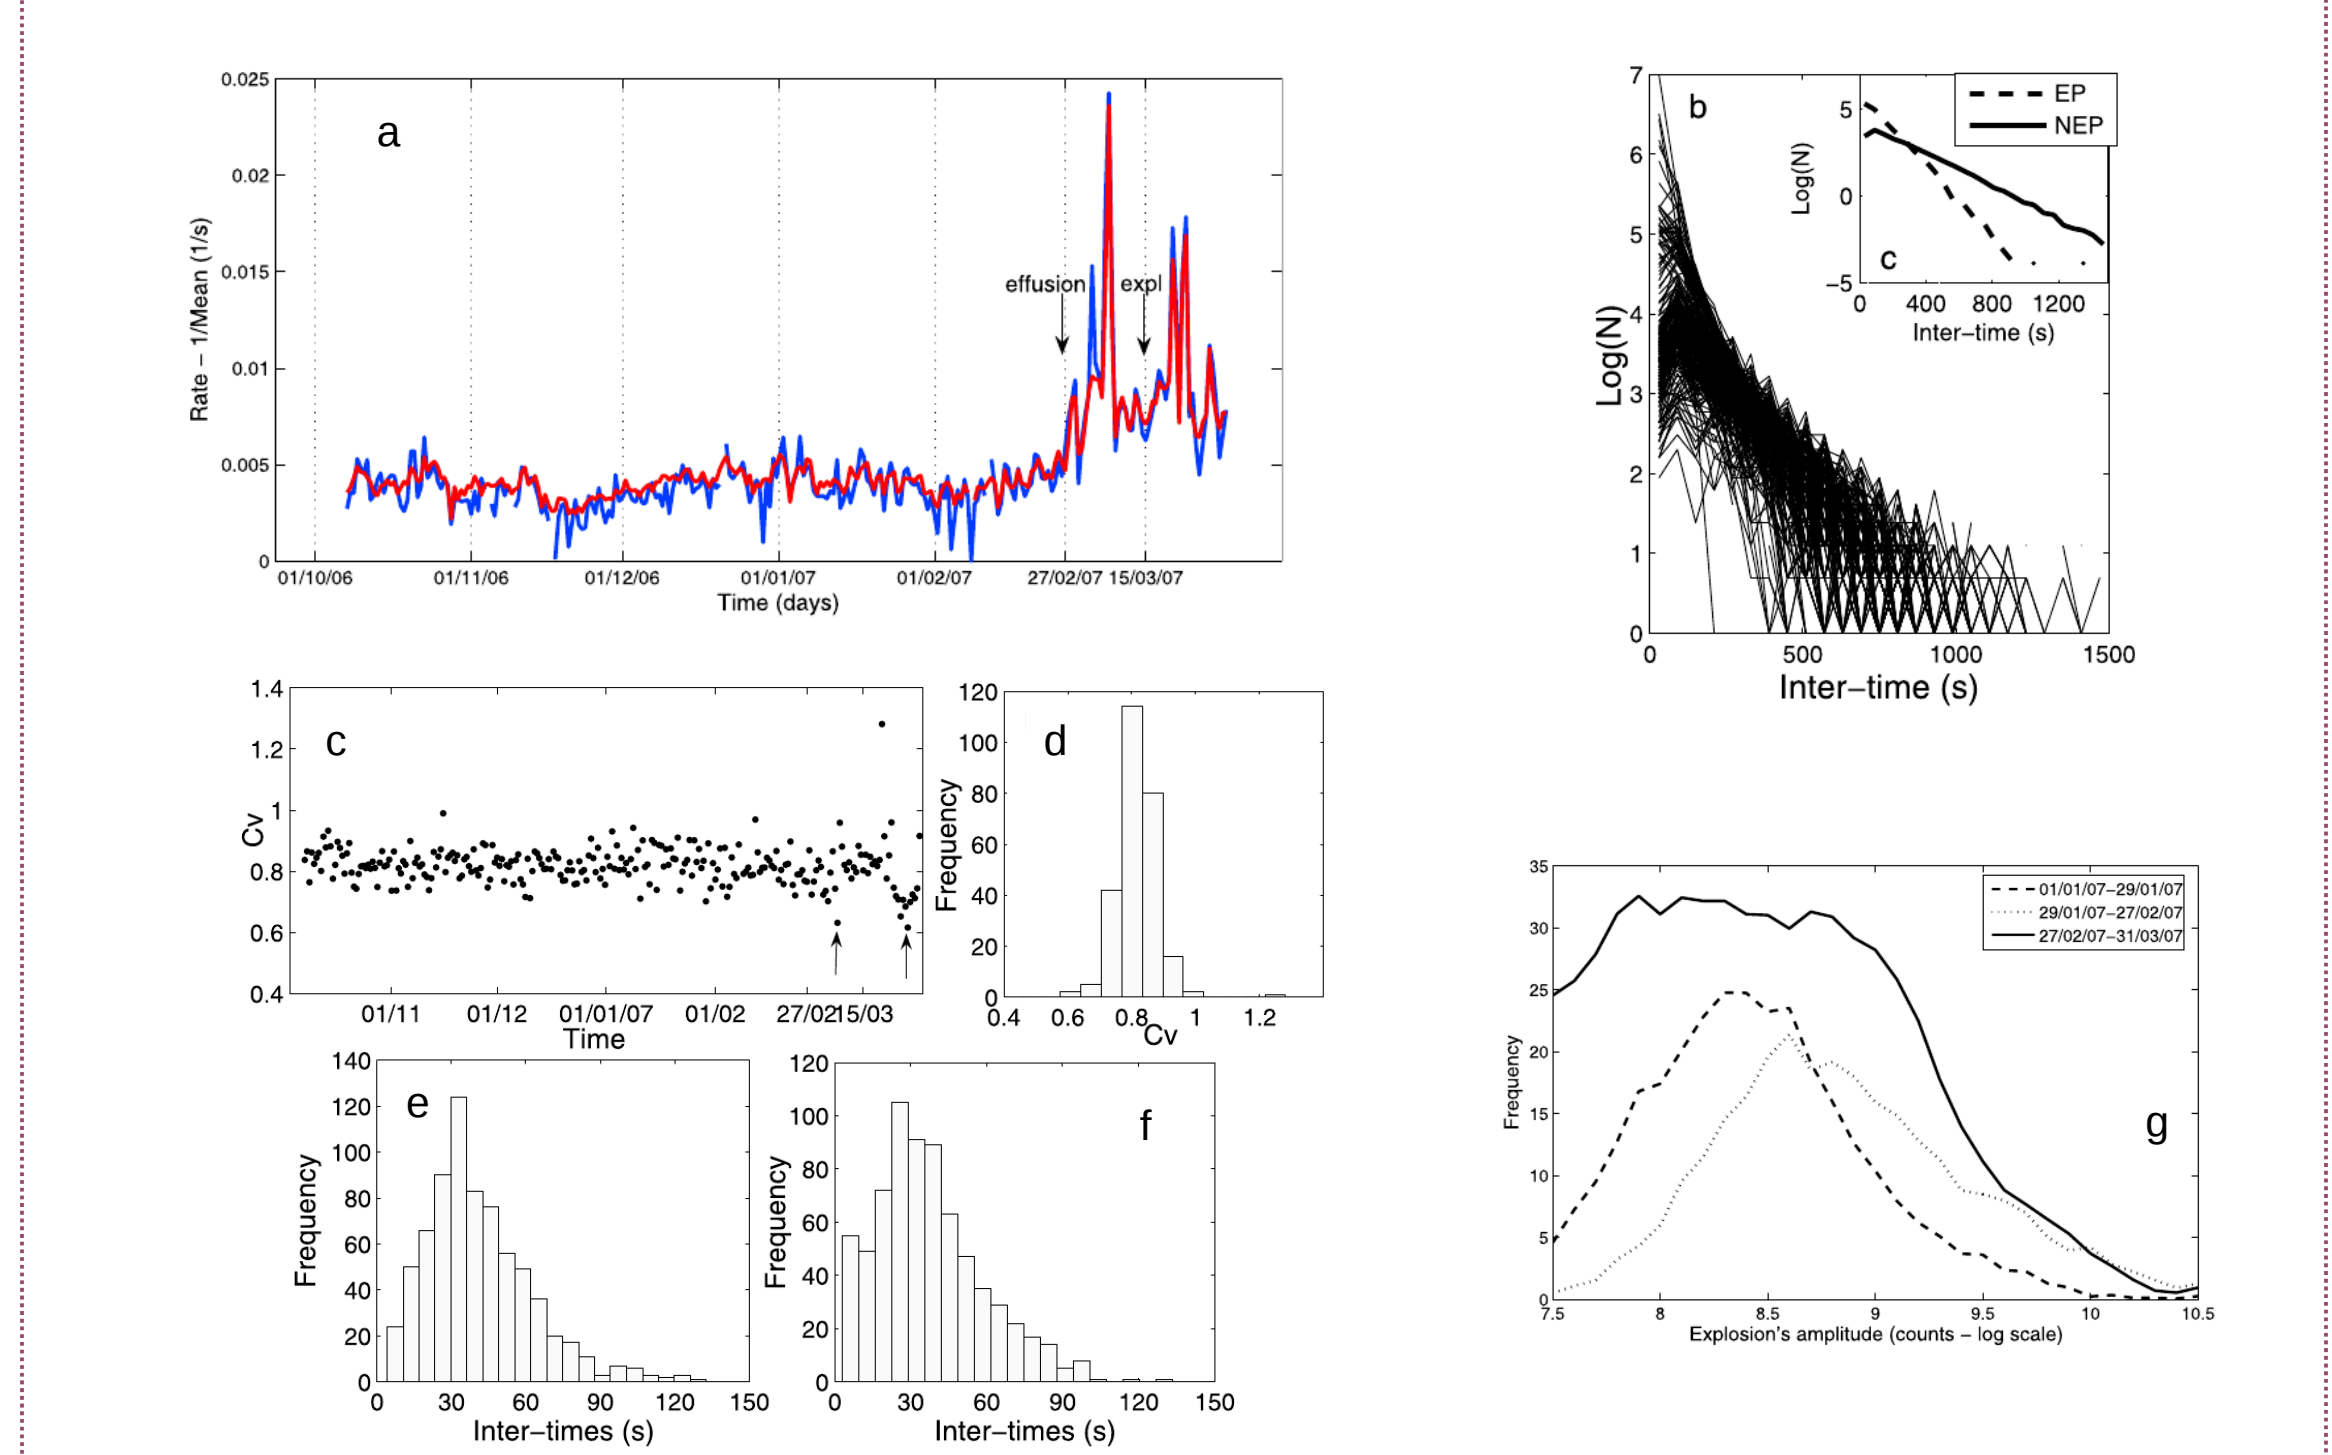 a
0.025
0.02
0.015
0.01
0.005
0
Rate – 1/Mean (1/s)
effusion
expl
01/10/06 01/11/06 01/12/06 01/01/07 01/02/07 27/02/07 15/03/07
Time (days)
b
7
6
5
4
3
2
1
0
Log(N)
0 500 1000 1500
Inter–time (s)
EP
NEP
5
0
−5
Log(N)
c
0 400 800 1200
Inter–time (s)
c
1.4
1.2
1
0.8
0.6
0.4
Cv
01/11 01/12 01/01/07 01/02 27/02 15/03
Time
d
120
100
80
60
40
20
0
Frequency
0.4 0.6 0.8 1 1.2
Cv
e
140
120
100
80
60
40
20
0
Frequency
0 30 60 90 120 150
Inter–times (s)
f
120
100
80
60
40
20
0
Frequency
0 30 60 90 120 150
Inter–times (s)
35
30
25
20
15
10
5
0
Frequency
01/01/07–29/01/07
29/01/07–27/02/07
27/02/07–31/03/07
g
7.5 8 8.5 9 9.5 10 10.5
Explosion's amplitude (counts – log scale)